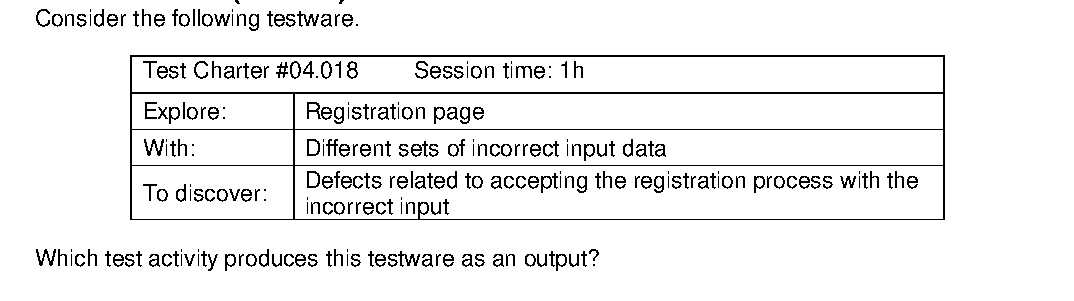 Consider the following testware.
Test Charter #04.018 Session time: 1h
Explore: Registration page
With: Different sets of incorrect input data
To discover: Defects related to accepting the registration process with the
incorrect input
Which test activity produces this testware as an output?